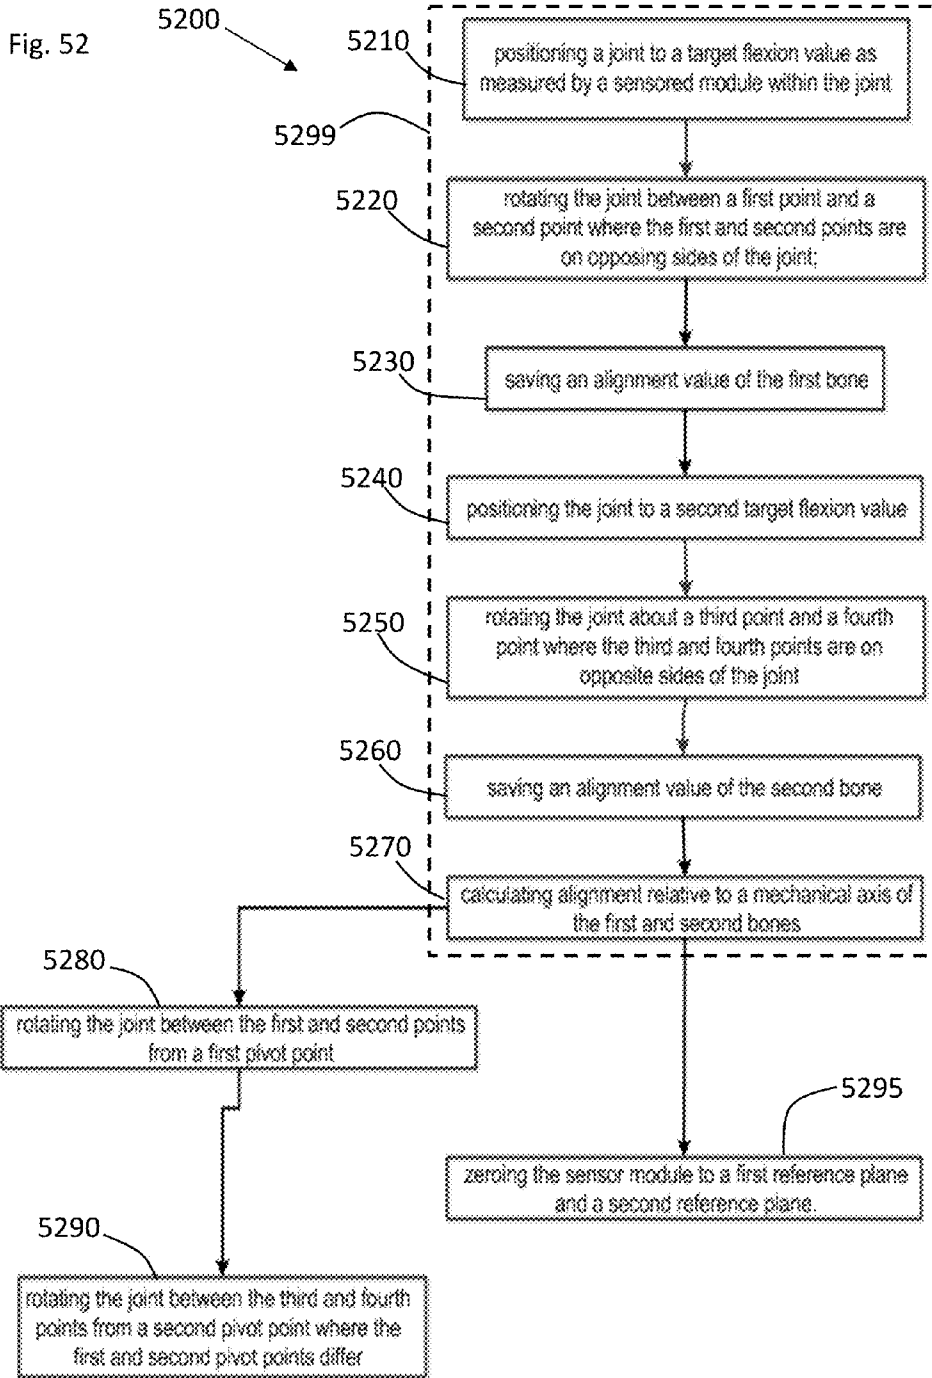 Fig. 52
5200
5210
positioning a joint to a target flexion value as
measured by a sensored module within the joint
5299
5220
rotating the joint between a first point and a
second point where the first and second points are
on opposing sides of the joint;
5230
saving an alignment value of the first bone
5240
positioning the joint to a second target flexion value
5250
rotating the joint about a third point and a fourth
point where the third and fourth points are on
opposite sides of the joint
5260
saving an alignment value of the second bone
5270
calculating alignment relative to a mechanical axis of
the first and second bones
5280
rotating the joint between the first and second points
from a first pivot point
5295
zeroing the sensor module to a first reference plane
and a second reference plane.
5290
rotating the joint between the third and fourth
points from a second pivot point where the
first and second pivot points differ